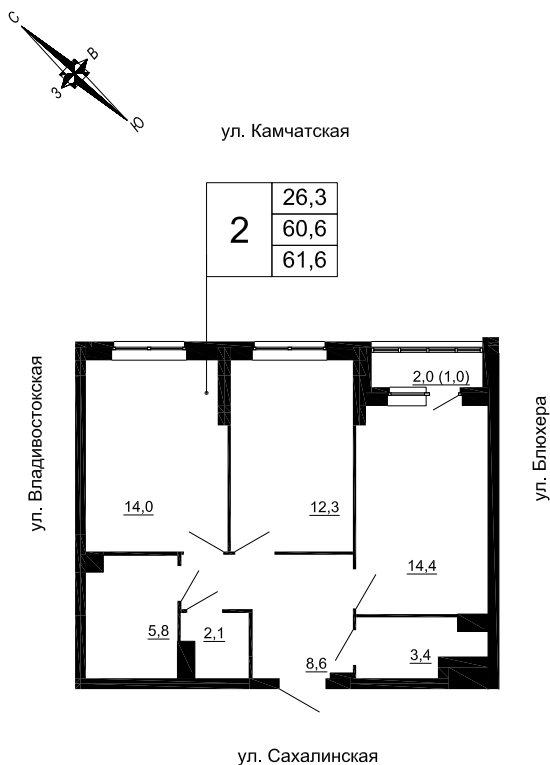 С
В
З
Ю
ул. Камчатская
2
26,3
60,6
61,6
ул. Владивостокская
ул. Блюхера
2,0 (1,0)
14,0
12,3
14,4
5,8
2,1
8,6
3,4
ул. Сахалинская